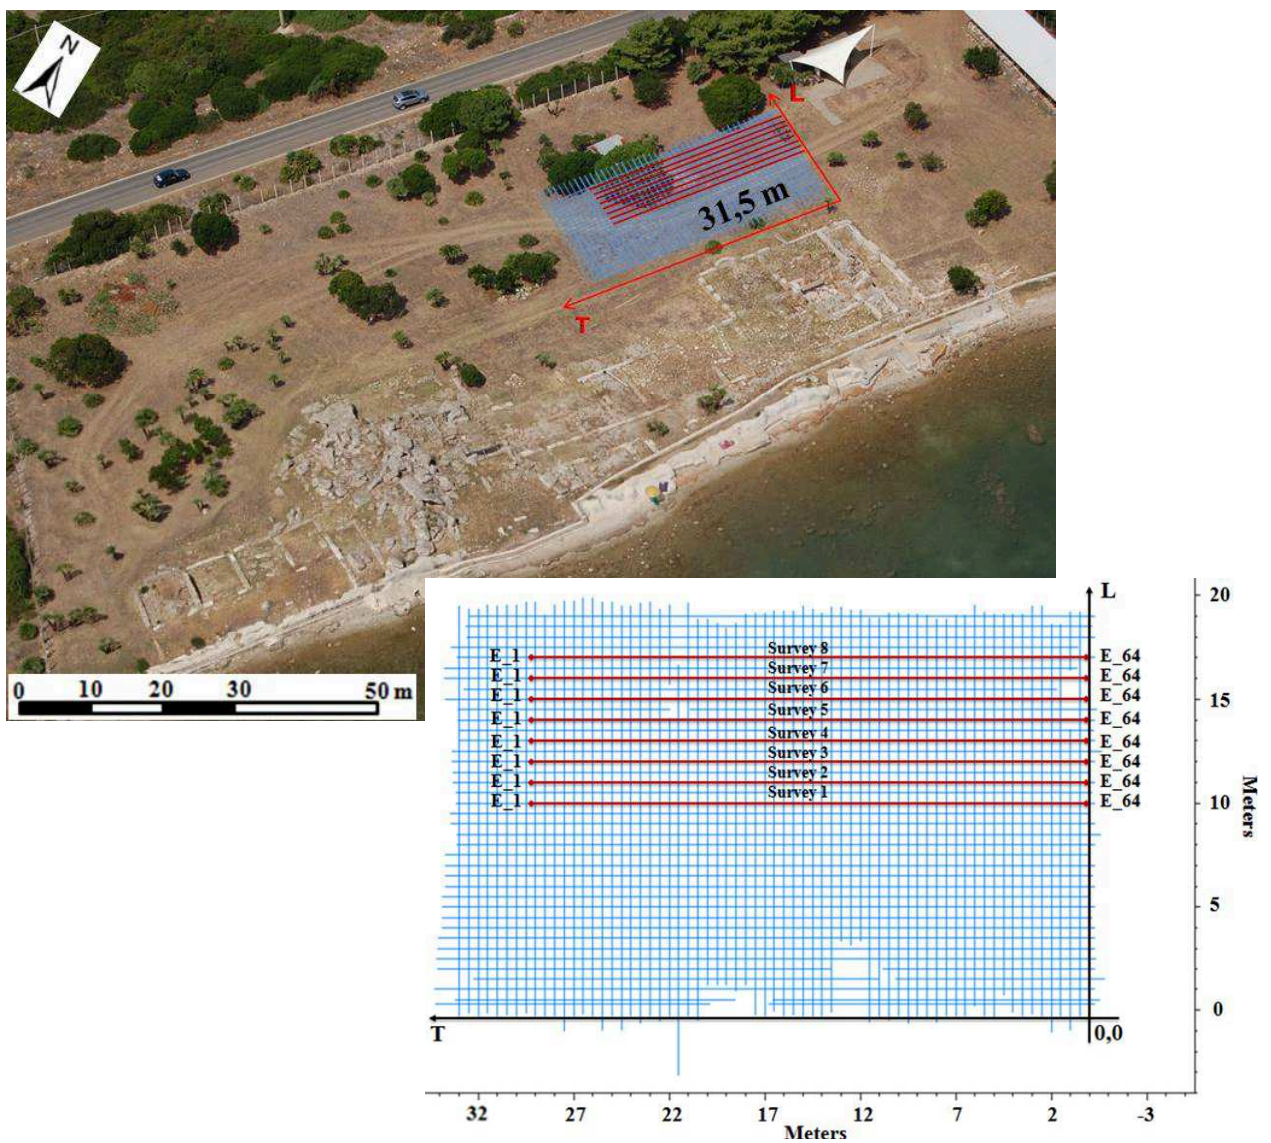 N
L
31,5 m
T
0 10 20 30 50 m
L
20
Survey 8
E_1 E_64
Survey 7
E_1 E_64
Survey 6
E_1 E_64
15
Survey 5
E_1 E_64
Survey 4
E_1 E_64
Survey 3
E_1 E_64
Survey 2
E_1 E_64
Survey 1
E_1 E_64
10
Meters
5
0
T 0,0
32 27 22 17 12 7 2 -3
Meters